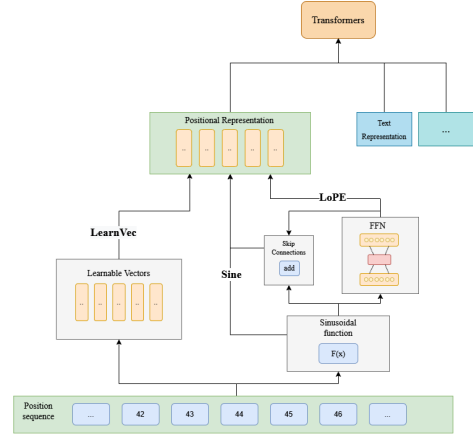 Transformers
Positional Representation
..
..
..
..
..
Text
Representation
...
LoPE
LearnVec
FFN
Skip
Connections
add
Sine
Learnable Vectors
..
..
..
..
..
Sinusoidal
function
F(x)
Position
sequence
...
42
43
44
45
46
...